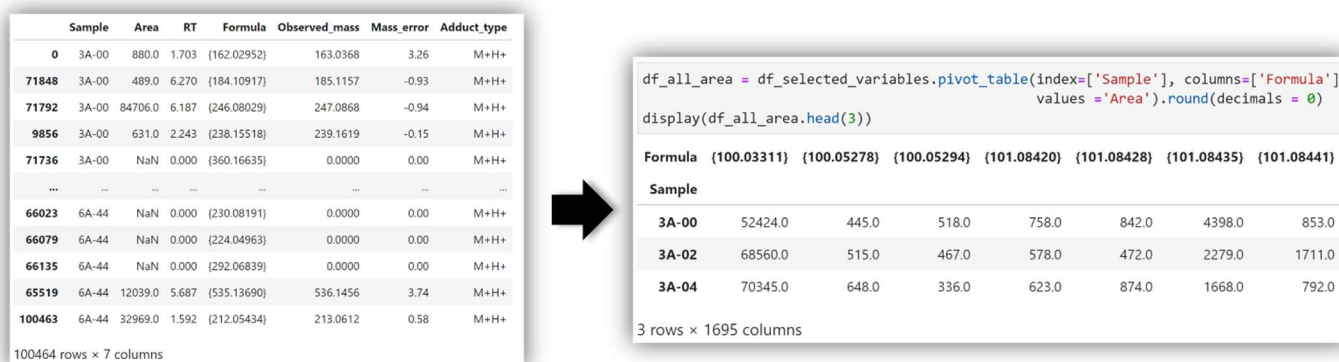 Sample Area RT Formula Observed_mass Mass_error Adduct_type
0 3A-00 880.0 1.703 {162.02952} 163.0368 3.26 M+H+
71848 3A-00 489.0 6.270 {184.10917} 185.1157 -0.93 M+H+
71792 3A-00 84706.0 6.187 {246.08029} 247.0868 -0.94 M+H+
9856 3A-00 631.0 2.243 {238.15518} 239.1619 -0.15 M+H+
71736 3A-00 NaN 0.000 {360.16635} 0.0000 0.00 M+H+
... ... ... ... ... ... ... ...
66023 6A-44 NaN 0.000 {230.08191} 0.0000 0.00 M+H+
66079 6A-44 NaN 0.000 {224.04963} 0.0000 0.00 M+H+
66135 6A-44 NaN 0.000 {292.06839} 0.0000 0.00 M+H+
65519 6A-44 12039.0 5.687 {535.13690} 536.1456 3.74 M+H+
100463 6A-44 32969.0 1.592 {212.05434} 213.0612 0.58 M+H+
100464 rows × 7 columns
df_all_area = df_selected_variables.pivot_table(index=['Sample'], columns=['Formula']
values ='Area').round(decimals = 0)
display(df_all_area.head(3))
Formula {100.03311} {100.05278} {100.05294} {101.08420} {101.08428} {101.08435} {101.08441}
Sample
3A-00 52424.0 445.0 518.0 758.0 842.0 4398.0 853.0
3A-02 68560.0 515.0 467.0 578.0 472.0 2279.0 1711.0
3A-04 70345.0 648.0 336.0 623.0 874.0 1668.0 792.0
3 rows × 1695 columns